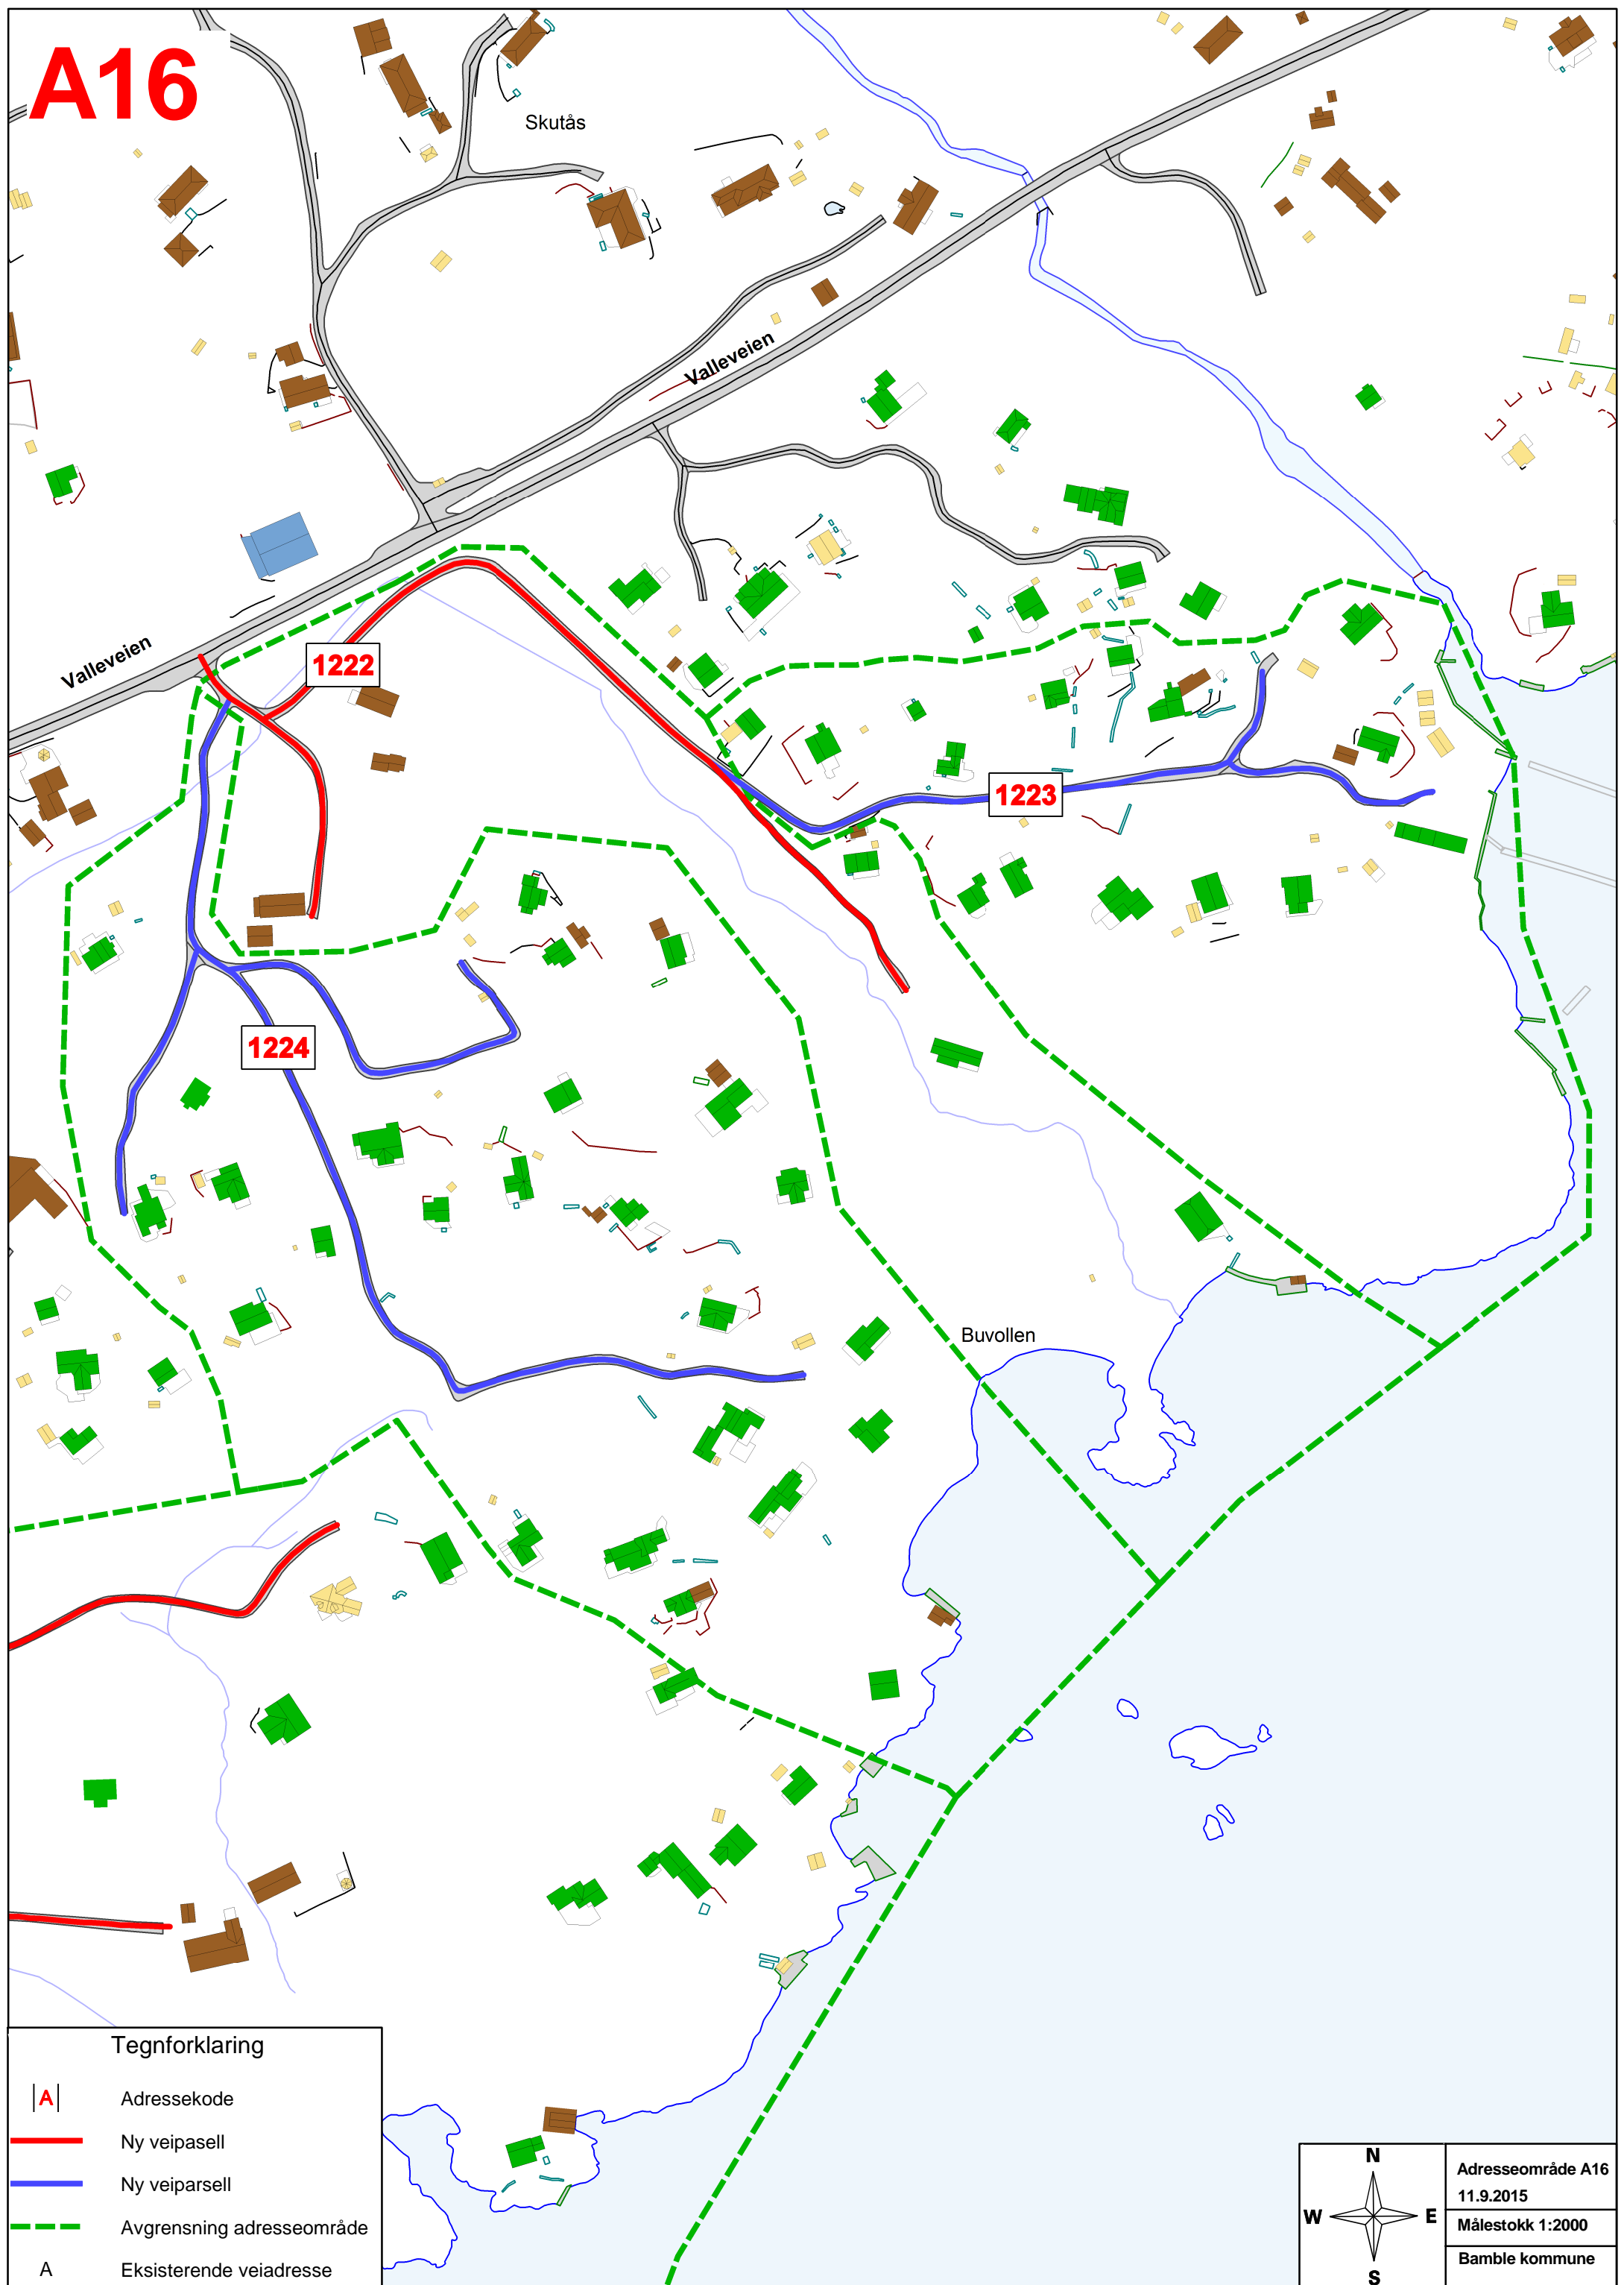 A16
Skutås
Valleveien
Valleveien
1222
1223
1224
Buvollen
Tegnforklaring
A Adressekode
Ny veipasell
Ny veiparsell
Avgrensning adresseområde
A Eksisterende veiadresse
N
W E
S
Adresseområde A16
11.9.2015
Målestokk 1:2000
Bamble kommune